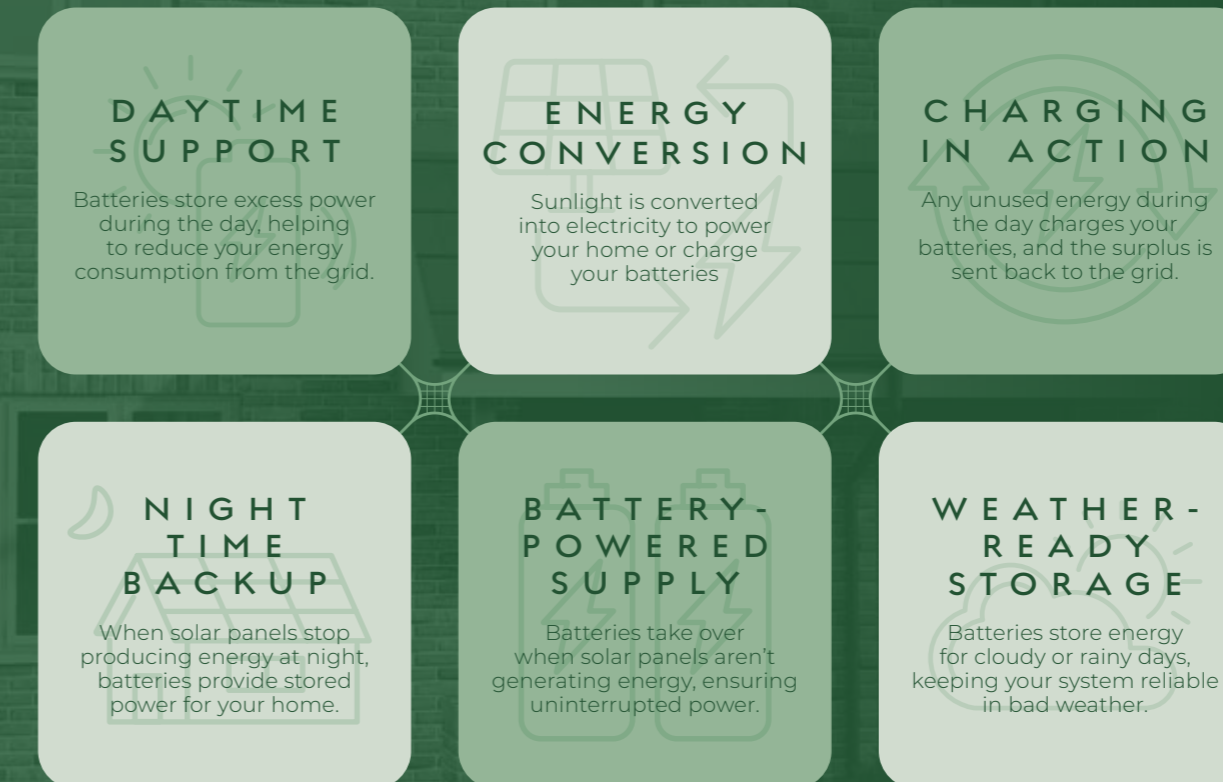 DAYTIME
SUPPORT
Batteries store excess power
during the day, helping
to reduce your energy
consumption from the grid.
ENERGY
CONVERSION
Sunlight is converted
into electricity to power
your home or charge
your batteries
CHARGING
IN ACTION
Any unused energy during
the day charges your
batteries, and the surplus is
sent back to the grid.
NIGHT
TIME
BACKUP
When solar panels stop
producing energy at night,
batteries provide stored
power for your home.
BATTERY-
POWERED
SUPPLY
Batteries take over
when solar panels aren't
generating energy, ensuring
uninterrupted power.
WEATHER-
READY
STORAGE
Batteries store energy
for cloudy or rainy days,
keeping your system reliable
in bad weather.